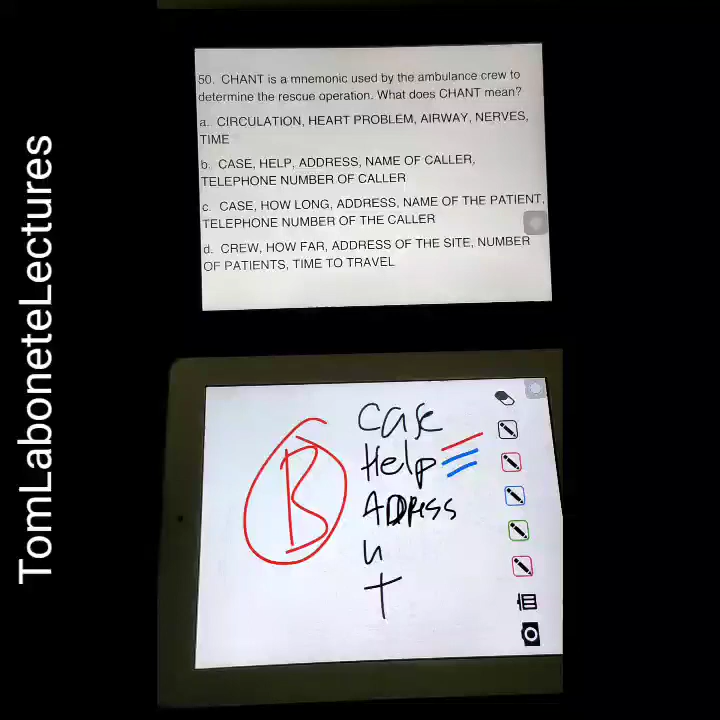 TomLaboneteLectures
50. CHANT is a mnemonic used by the ambulance crew to
determine the rescue operation. What does CHANT mean?
a. CIRCULATION, HEART PROBLEM, AIRWAY, NERVES,
TIME
b. CASE, HELP, ADDRESS, NAME OF CALLER,
TELEPHONE NUMBER OF CALLER
c. CASE, HOW LONG, ADDRESS, NAME OF THE PATIENT,
TELEPHONE NUMBER OF THE CALLER
d. CREW, HOW FAR, ADDRESS OF THE SITE, NUMBER
OF PATIENTS, TIME TO TRAVEL
B
Case
Help
ADDRess
n
T